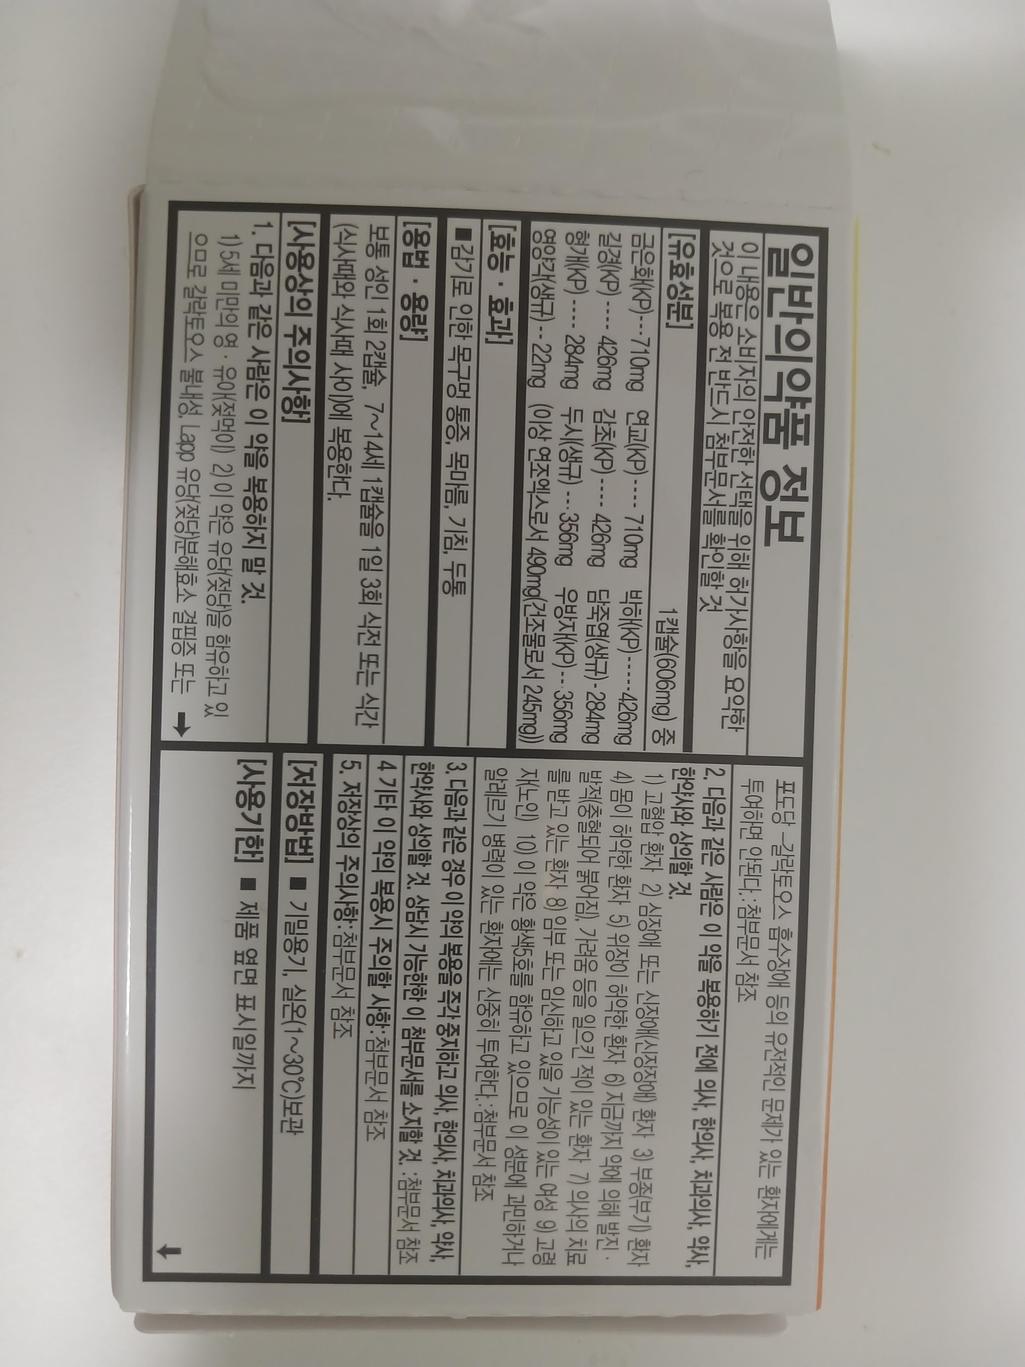 일반의약품 정보
이 내용은 소비자의 안전한 선택을 위해 허가사항을 요약한
것으로 복용 전 반드시 첨부문서를 확인할 것
[유효성분] 1캡슐(606mg) 중
금은화(KP)---710mg 연교(KP)---- 710mg 박하(KP)-----426mg
길경(KP)---- 426mg 감초(KP)---- 426mg 담죽엽(생규)-284mg
형개(KP)---- 284mg 두시(생규)---356mg 우방자(KP)---356mg
영양각(생규)-- 22mg (이상 연조엑스로서 490mg(건조물로서 245mg))
[효능 · 효과]
■감기로 인한 목구멍 통증, 목마름, 기침, 두통
[용법 · 용량]
보통 성인 1회 2캡슐, 7~14세 1캡슐을 1일 3회 식전 또는 식간
(식사때와 식사때 사이)에 복용한다.
[사용상의 주의사항]
1. 다음과 같은 사람은 이 약을 복용하지 말 것.
1)5세 미만의 영 · 유아(젖먹이) 2)이 약은 유당(젖당)을 함유하고 있
으므로 갈락토오스 불내성, Lapp 유당(젖당)분해효소 결핍증 또는
포도당-갈락토오스 흡수장애 등의 유전적인 문제가 있는 환자에게는
투여하면 안된다.:첨부문서 참조
2. 다음과 같은 사람은 이 약을 복용하기 전에 의사, 한의사, 치과의사, 약사,
한약사와 상의할 것.
1) 고혈압 환자 2) 심장애 또는 신장애(신장장애) 환자 3) 부종(부기) 환자
4) 몸이 허약한 환자 5) 위장이 허약한 환자 6) 지금까지 약에 의해 발진 ·
발적(충혈되어 붉어짐), 가려움 등을 일으킨 적이 있는 환자 7) 의사의 치료
를 받고 있는 환자 8) 임부 또는 임신하고 있을 가능성이 있는 여성 9) 고령
자(노인) 10) 이 약은 황색5호를 함유하고 있으므로 이 성분에 과민하거나
알레르기 병력이 있는 환자에는 신중히 투여한다.:첨부문서 참조
3. 다음과 같은 경우 이 약의 복용을 즉각 중지하고 의사, 한의사, 치과의사, 약사,
한약사와 상의할 것. 상담시 가능한한 이 첨부문서를 소지할 것. :첨부문서 참조
4 기타 이 약의 복용시 주의할 사항:첨부문서 참조
5. 저장상의 주의사항:첨부문서 참조
[저장방법] ■ 기밀용기, 실온(1~30℃)보관
[사용기한] ■ 제품 옆면 표시일까지